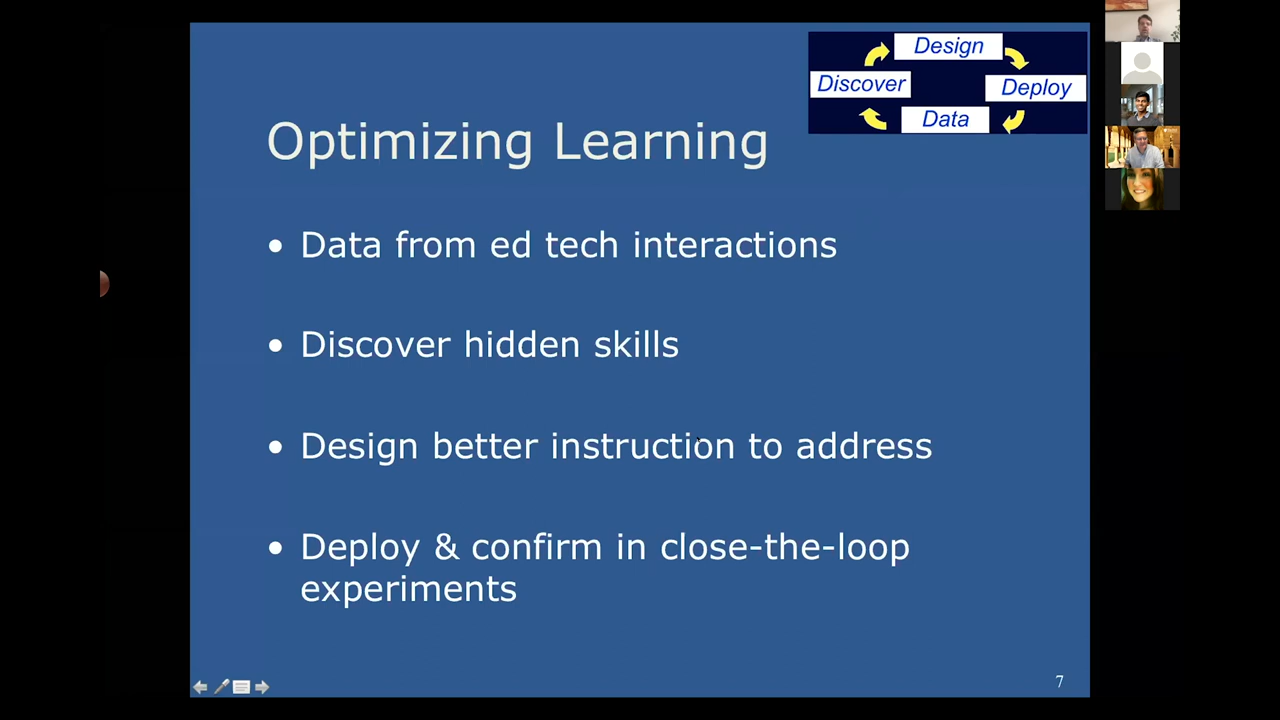 Design
Discover
Deploy
Data
Optimizing Learning
• Data from ed tech interactions
• Discover hidden skills
• Design better instruction to address
• Deploy & confirm in close-the-loop
experiments
7